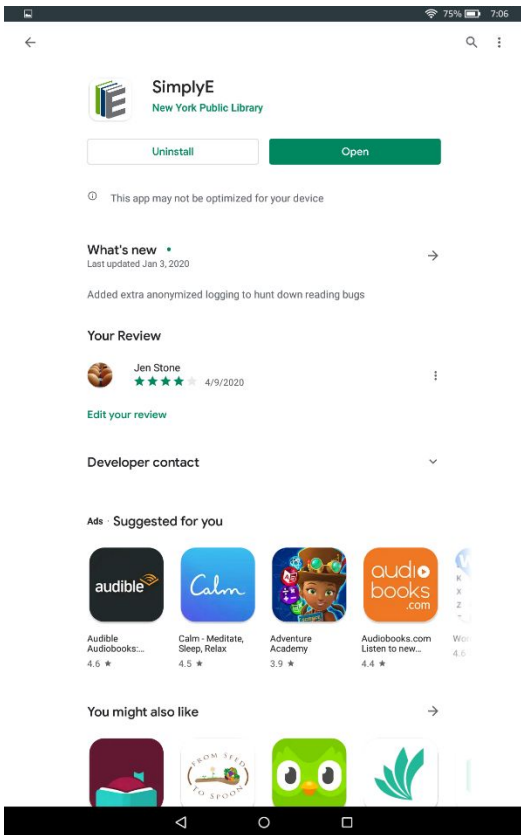 75% 7:06
SimplyE
New York Public Library
Uninstall
Open
This app may not be optimized for your device
What's new
Last updated Jan 3, 2020
Added extra anonymized logging to hunt down reading bugs
Your Review
Jen Stone
4/9/2020
Edit your review
Developer contact
Ads · Suggested for you
audible
Calm
audio
books
.com
Audible
Audiobooks:...
4.6 ★
Calm - Meditate,
Sleep, Relax
4.5 ★
Adventure
Academy
3.9 ★
Audiobooks.com
Listen to new...
4.4 ★
4.6
You might also like
FROM SEED
TO SPOON